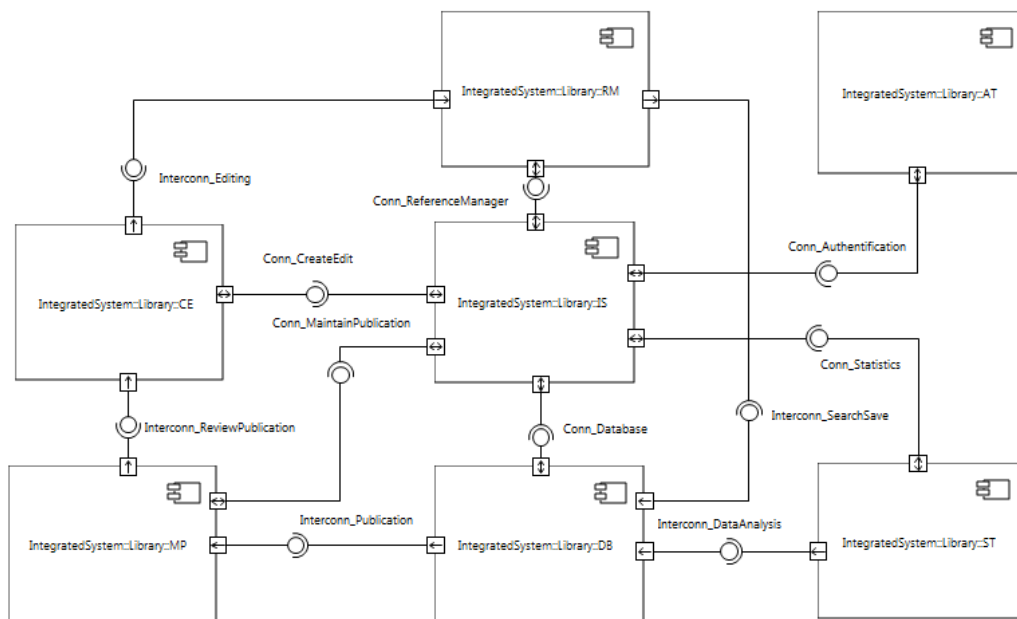 IntegratedSystem::Library::RM
IntegratedSystem::Library::AT
Interconn_Editing
Conn_ReferenceManager
Conn_CreateEdit
Conn_Authentification
IntegratedSystem::Library::CE
IntegratedSystem::Library::IS
Conn_MaintainPublication
Conn_Statistics
Interconn_ReviewPublication
Conn_Database
Interconn_SearchSave
Interconn_Publication
Interconn_DataAnalysis
IntegratedSystem::Library::MP
IntegratedSystem::Library::DB
IntegratedSystem::Library::ST